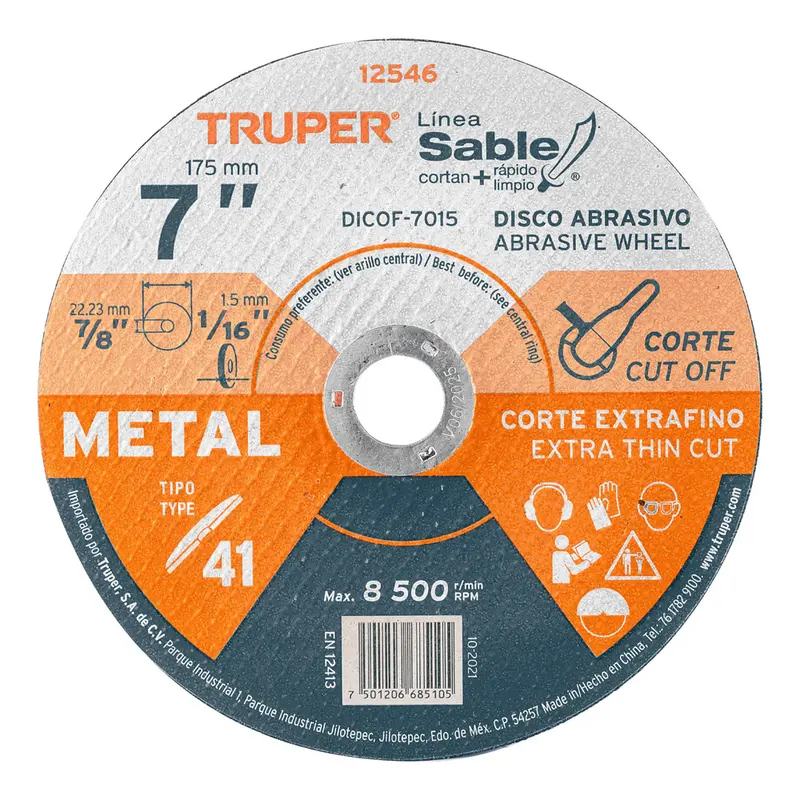 12546
TRUPER®
Línea
Sable
cortan + rápido
limpio ®
175 mm
7"
DICOF-7015
DISCO ABRASIVO
ABRASIVE WHEEL
Consumo preferente: (ver arillo central) / Best before: (see central ring)
22.23 mm
7/8"
1.5 mm
1/16"
CORTE
CUT OFF
V06/2025
METAL
CORTE EXTRAFINO
EXTRA THIN CUT
TIPO
TYPE
41
Max. 8 500 r/min
RPM
EN 12413
10-2021
7 501206 685105
www.truper.com
Importado por Truper, S.A. de C.V. Parque Industrial 1, Parque Industrial Jilotepec, Jilotepec, Edo. de Méx. C.P. 54257 Made in/Hecho en China, Tel.: 761782 9100.